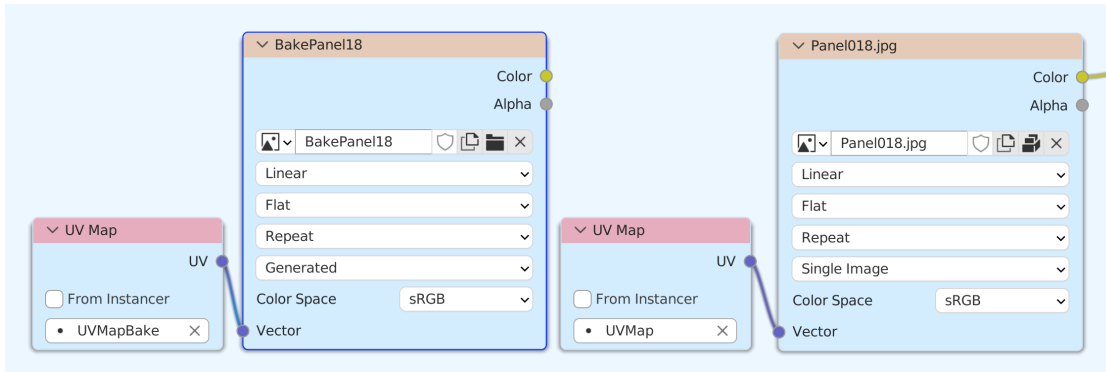 BakePanel18
Color
Alpha
BakePanel18
Linear
Flat
Repeat
Generated
Color Space sRGB
Vector
UV Map
UV
From Instancer
UVMapBake
Panel018.jpg
Color
Alpha
Panel018.jpg
Linear
Flat
Repeat
Single Image
Color Space sRGB
Vector
UV Map
UV
From Instancer
UVMap